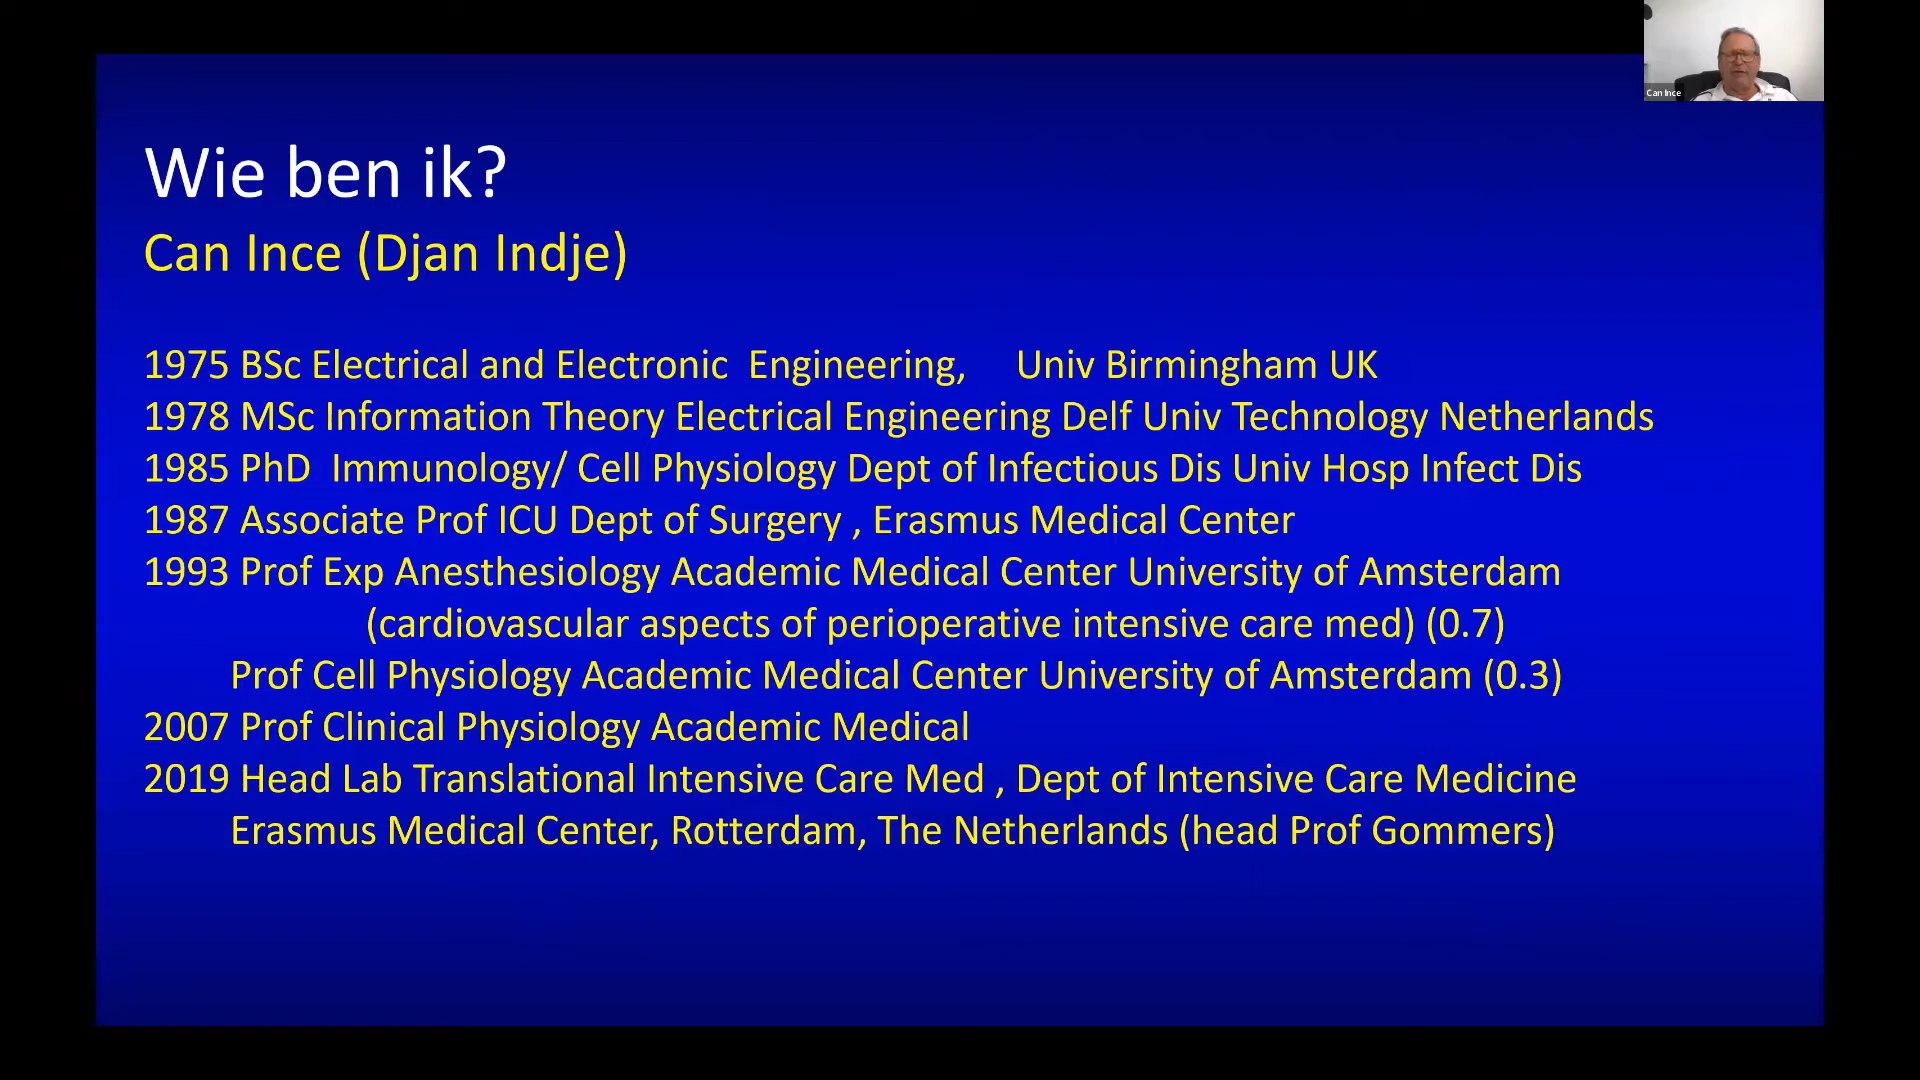 Can Ince
Wie ben ik?
Can Ince (Djan Indje)
1975 BSc Electrical and Electronic Engineering, Univ Birmingham UK
1978 MSc Information Theory Electrical Engineering Delf Univ Technology Netherlands
1985 PhD Immunology/ Cell Physiology Dept of Infectious Dis Univ Hosp Infect Dis
1987 Associate Prof ICU Dept of Surgery , Erasmus Medical Center
1993 Prof Exp Anesthesiology Academic Medical Center University of Amsterdam
(cardiovascular aspects of perioperative intensive care med) (0.7)
Prof Cell Physiology Academic Medical Center University of Amsterdam (0.3)
2007 Prof Clinical Physiology Academic Medical
2019 Head Lab Translational Intensive Care Med , Dept of Intensive Care Medicine
Erasmus Medical Center, Rotterdam, The Netherlands (head Prof Gommers)